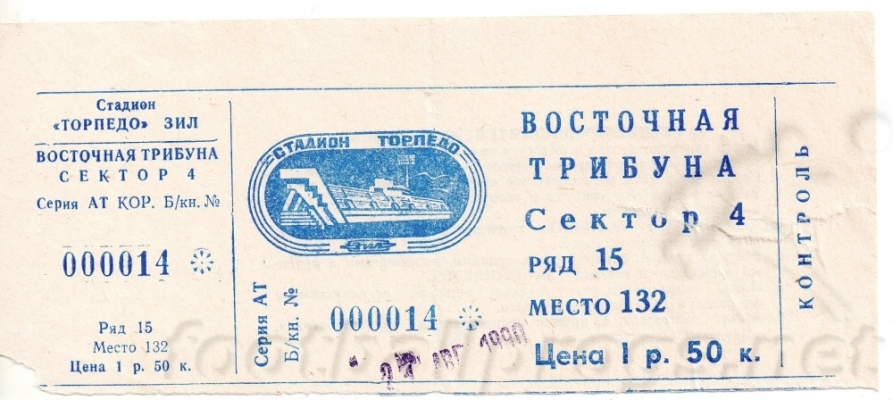 Стадион
«ТОРПЕДО» ЗИЛ
ВОСТОЧНАЯ ТРИБУНА
СЕКТОР 4
Серия АТ КОР. Б/кн. №
000014
Ряд 15
Место 132
Цена 1 р. 50 к.
СТАДИОН ТОРПЕДО
ЗИЛ
Серия АТ
Б/кн. №
000014
АВГ 1990
ВОСТОЧНАЯ
ТРИБУНА
Сектор 4
РЯД 15
МЕСТО 132
Цена 1 р. 50 к.
КОНТРОЛЬ